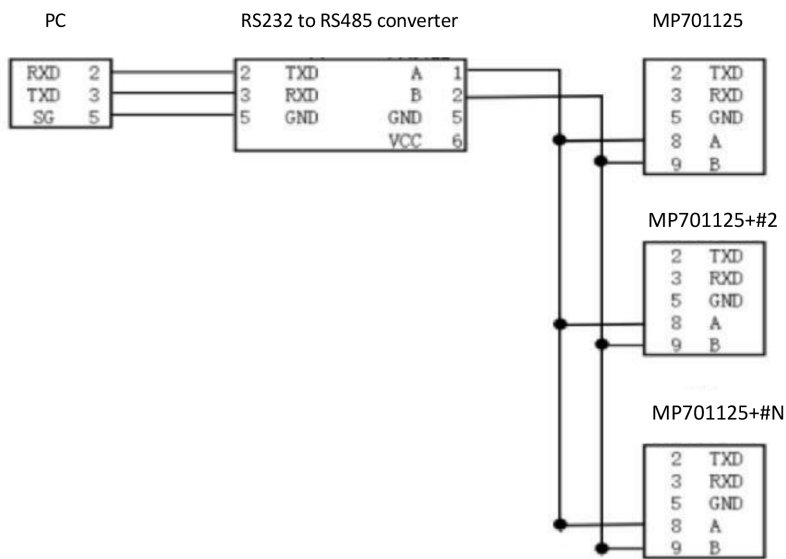 PC
RS232 to RS485 converter
MP701125
RXD 2
TXD 3
SG 5
2 TXD A 1
3 RXD B 2
5 GND GND 5
VCC 6
2 TXD
3 RXD
5 GND
8 A
9 B
MP701125+#2
2 TXD
3 RXD
5 GND
8 A
9 B
MP701125+#N
2 TXD
3 RXD
5 GND
8 A
9 B